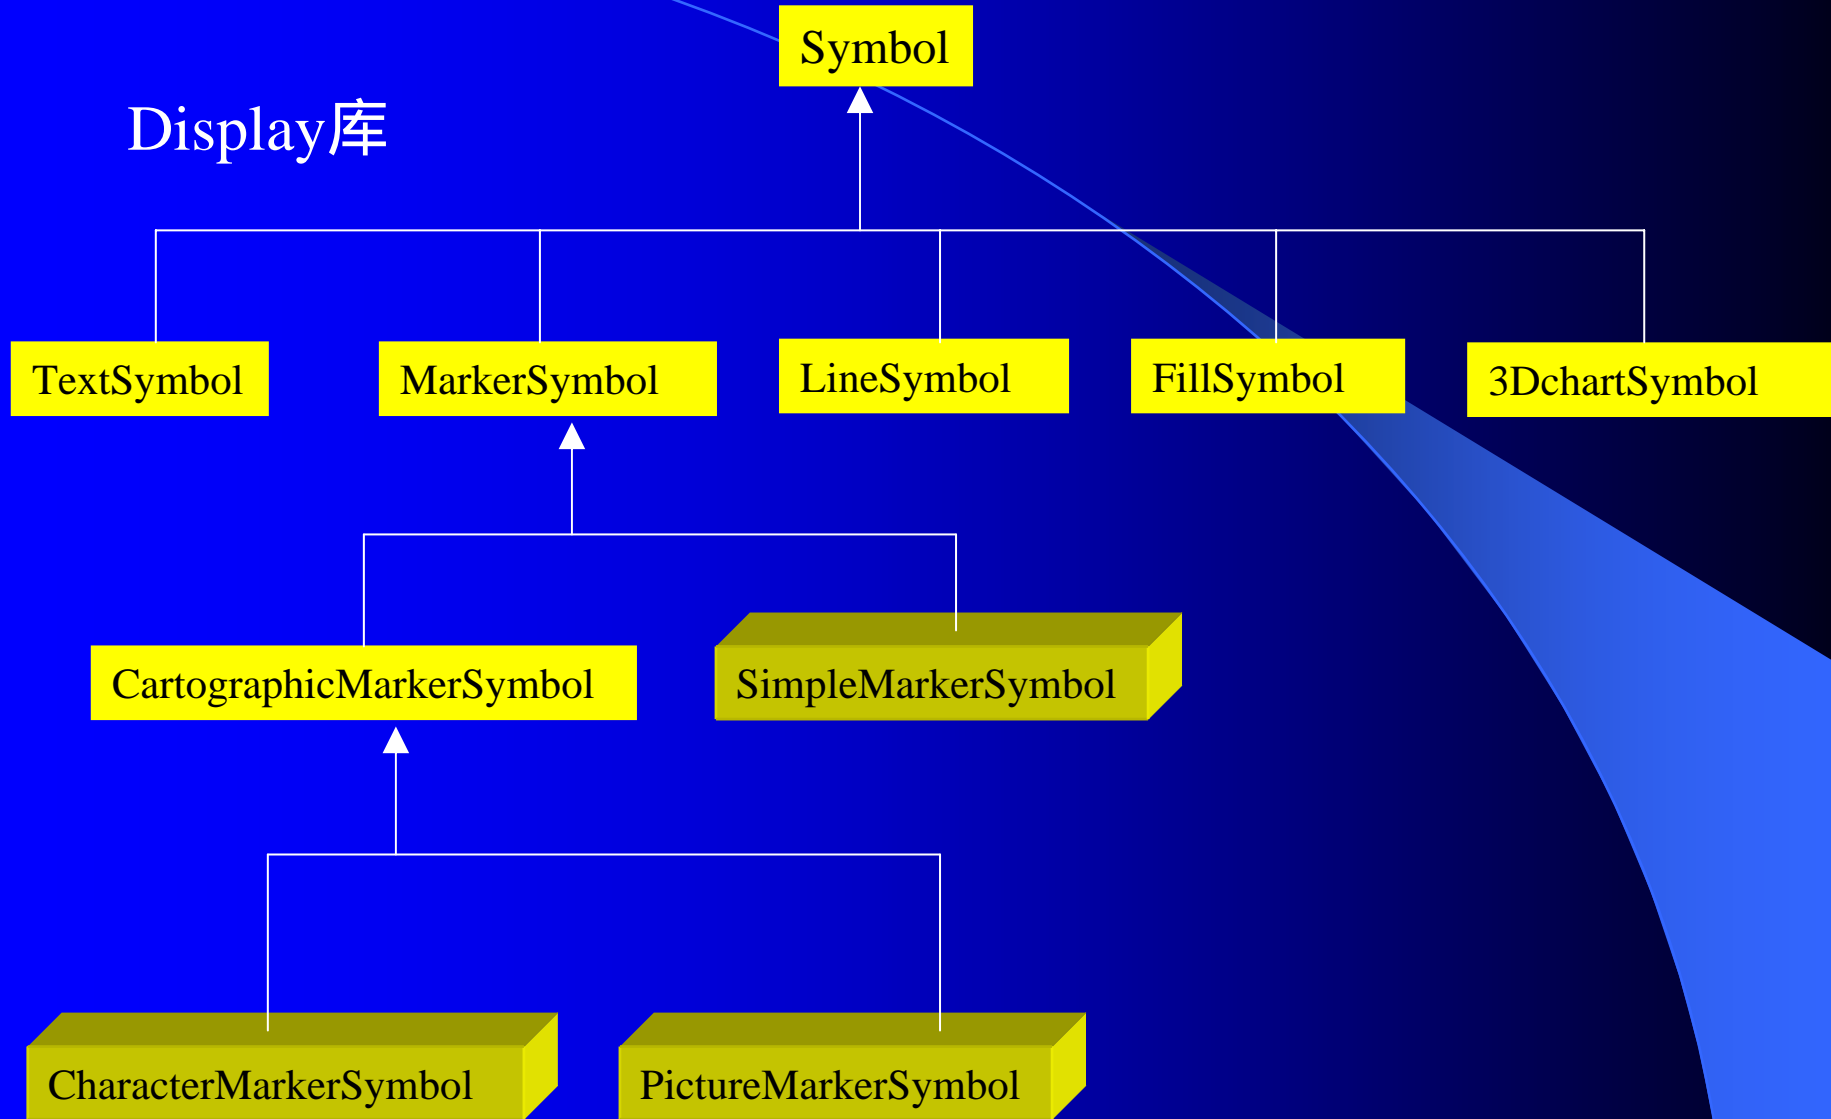 Symbol
Display库
TextSymbol
MarkerSymbol
LineSymbol
FillSymbol
3DchartSymbol
CartographicMarkerSymbol
SimpleMarkerSymbol
CharacterMarkerSymbol
PictureMarkerSymbol